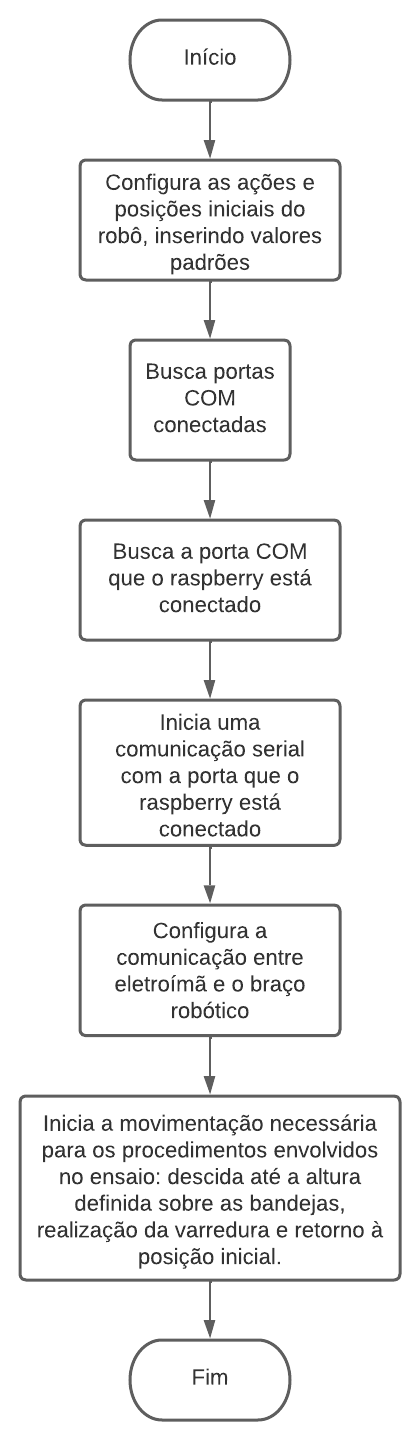 Início
Configura as ações e
posições iniciais do
robô, inserindo valores
padrões
Busca portas
COM
conectadas
Busca a porta COM
que o raspberry está
conectado
Inicia uma
comunicação serial
com a porta que o
raspberry está
conectado
Configura a
comunicação entre
eletroímã e o braço
robótico
Inicia a movimentação necessária
para os procedimentos envolvidos
no ensaio: descida até a altura
definida sobre as bandejas,
realização da varredura e retorno à
posição inicial.
Fim